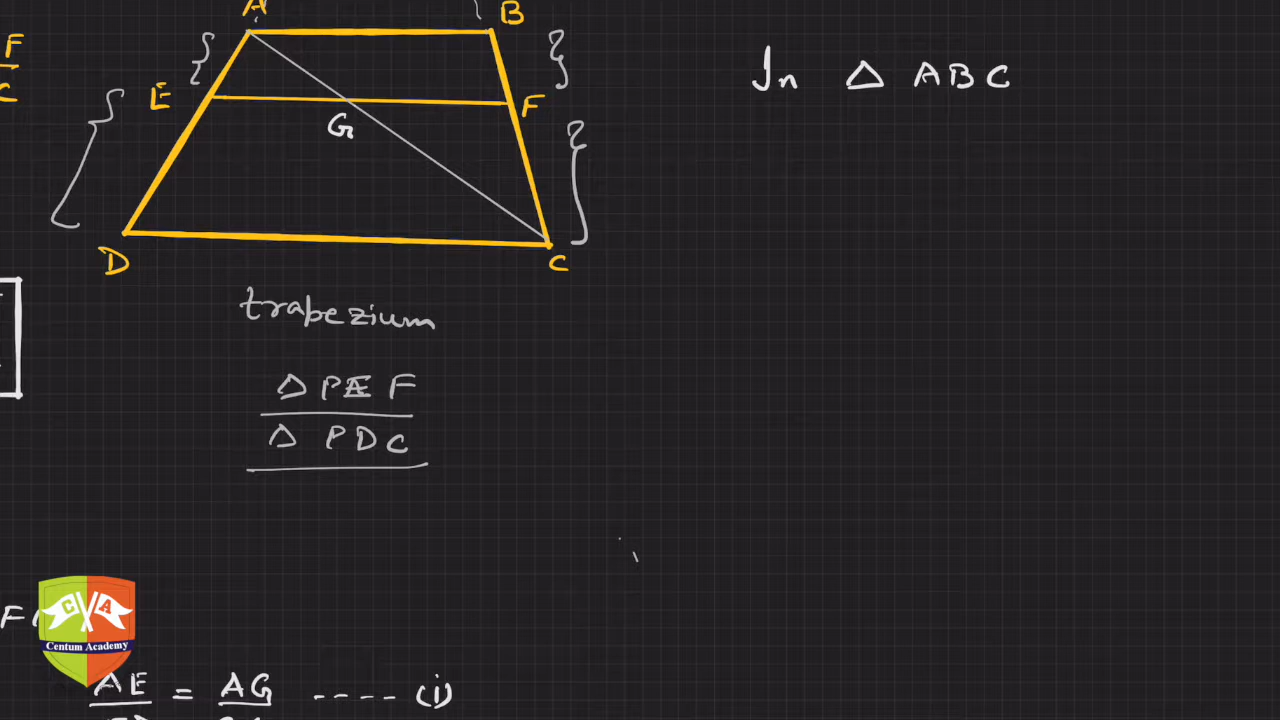 A B
F
C
E F
G
D C
trapezium
Δ PEF
Δ PDC
F
AE = AG ---- (i)
In Δ ABC
C A
Centum Academy